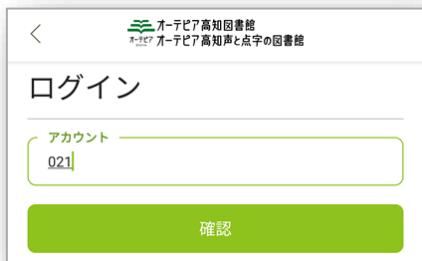 オーテピア高知図書館
オーテピア オーテピア高知声と点字の図書館
ログイン
アカウント
021
確認